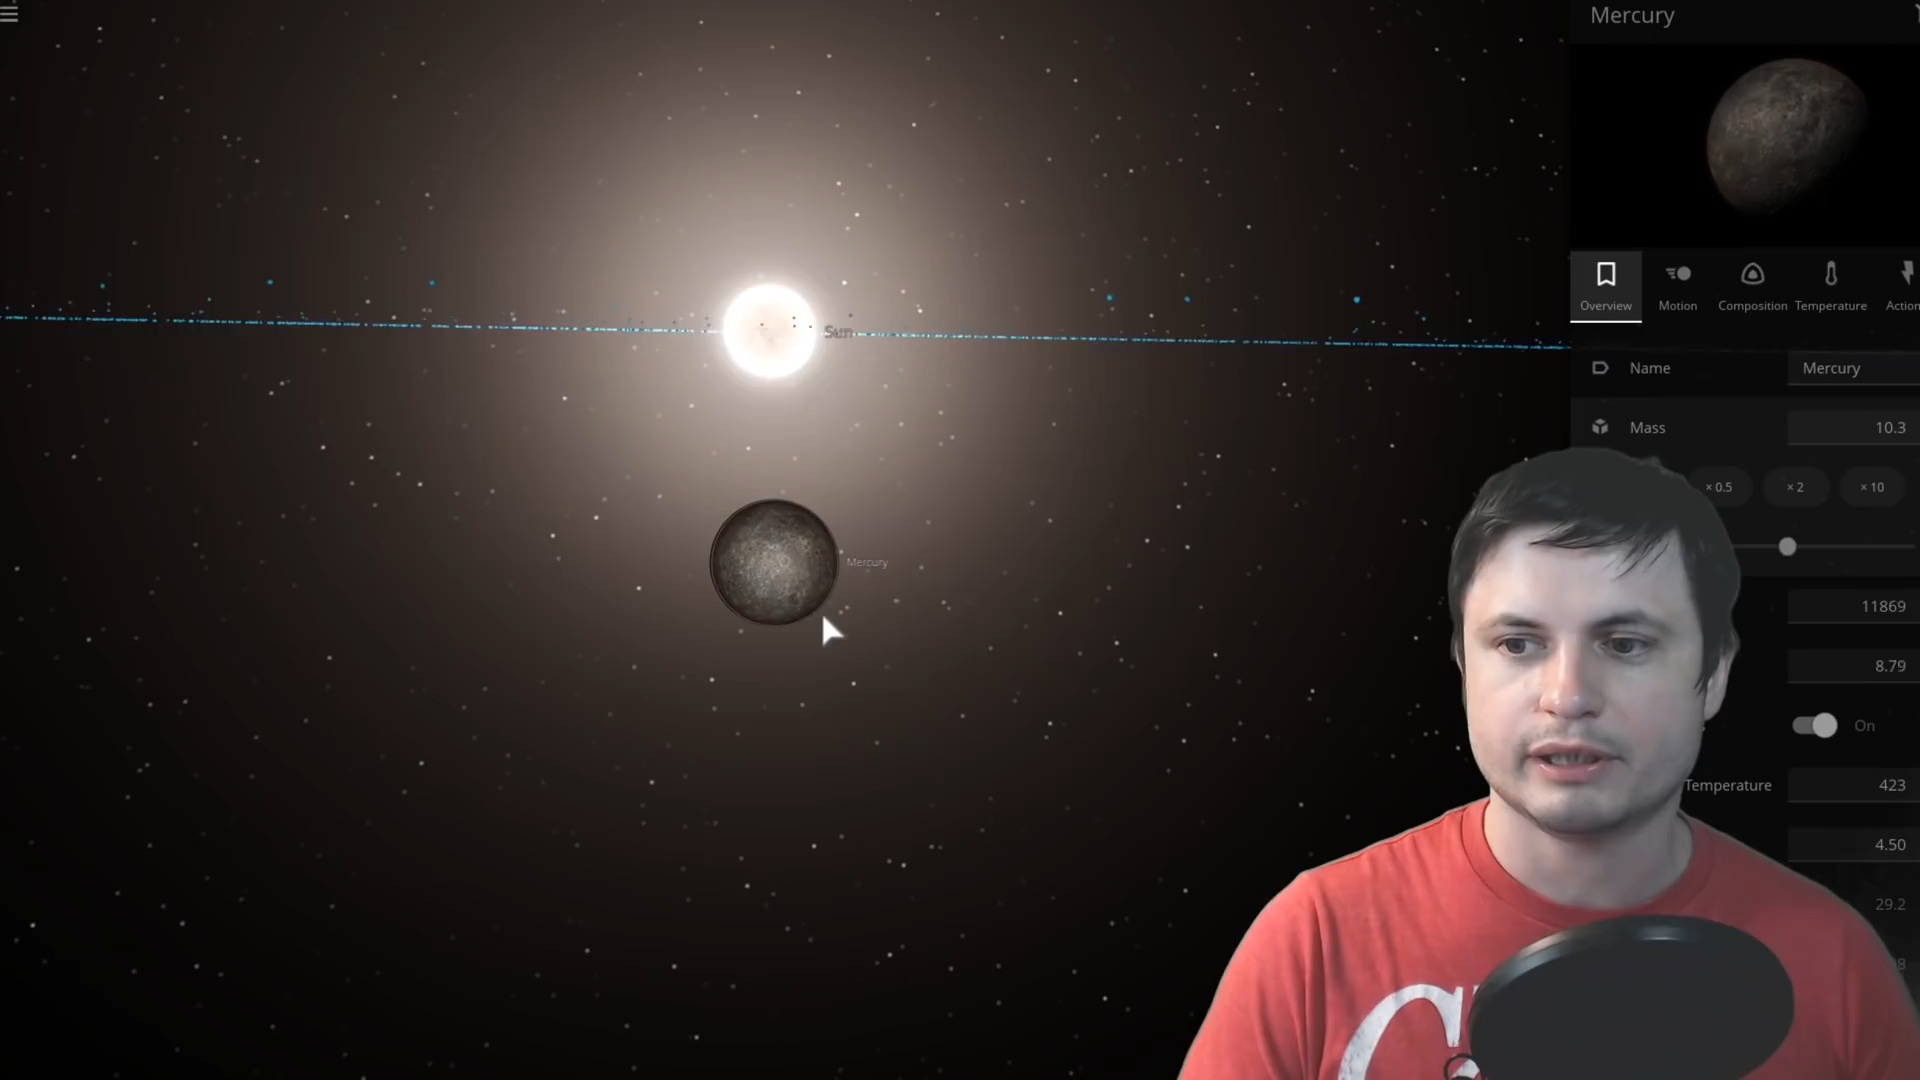 Mercury
Overview Motion Composition Temperature Action
Name Mercury
Mass 10.3
× 0.5 × 2 × 10
11869
8.79
On
Temperature 423
4.50
29.2
8
Sun
Mercury